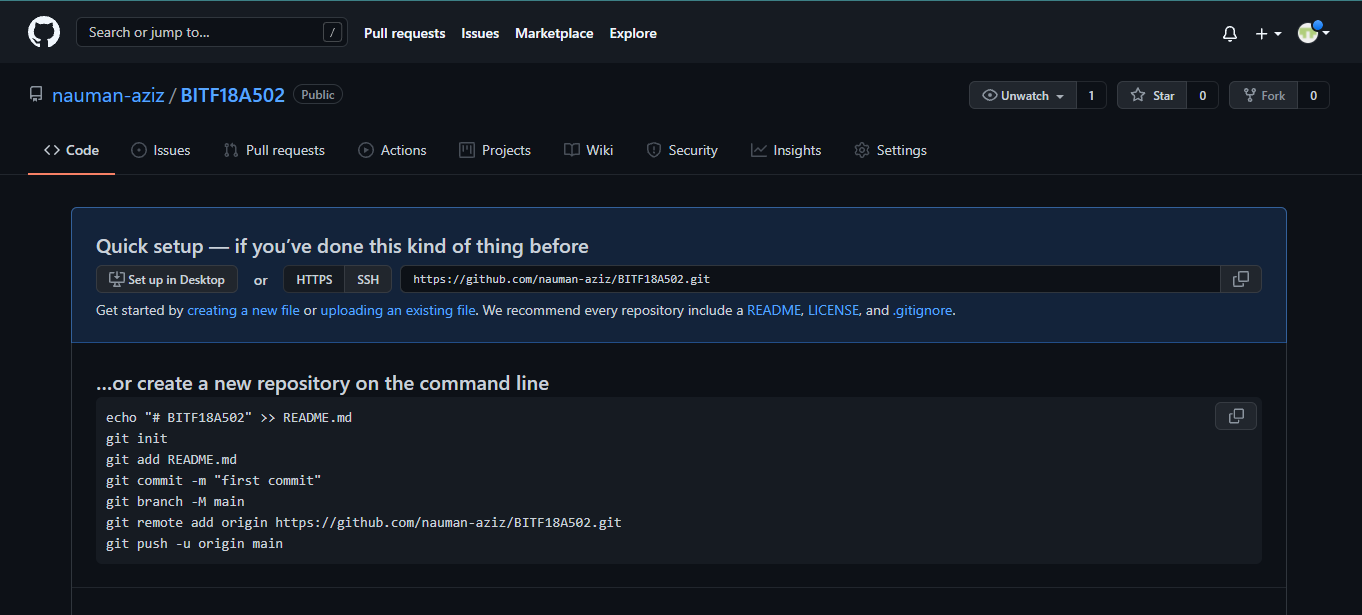 Search or jump to... /
Pull requests Issues Marketplace Explore
nauman-aziz / BITF18A502 Public
Unwatch 1 Star 0 Fork 0
Code Issues Pull requests Actions Projects Wiki Security Insights Settings
Quick setup — if you’ve done this kind of thing before
Set up in Desktop or HTTPS SSH https://github.com/nauman-aziz/BITF18A502.git
Get started by creating a new file or uploading an existing file. We recommend every repository include a README, LICENSE, and .gitignore.
…or create a new repository on the command line
echo "# BITF18A502" >> README.md
git init
git add README.md
git commit -m "first commit"
git branch -M main
git remote add origin https://github.com/nauman-aziz/BITF18A502.git
git push -u origin main